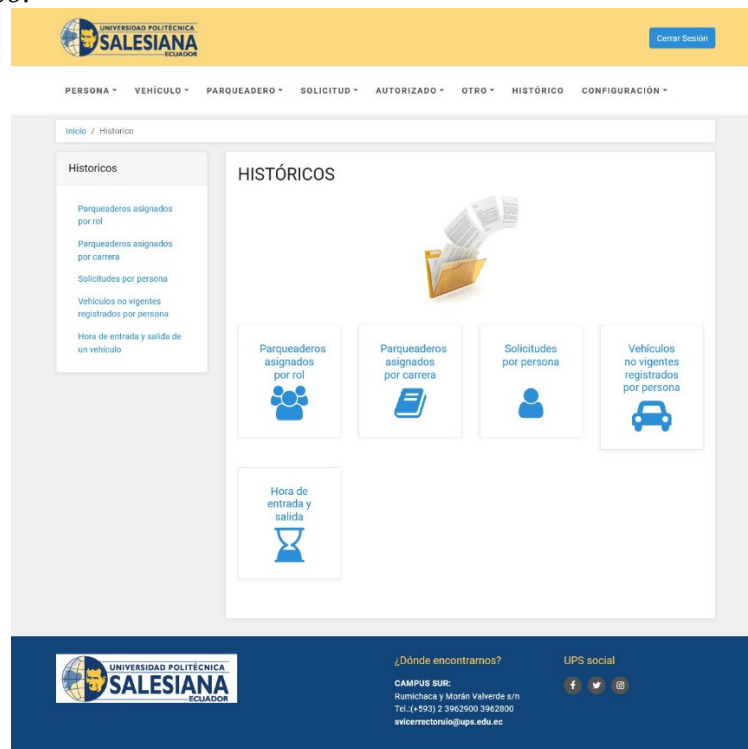 UNIVERSIDAD POLITÉCNICA
SALESIANA
ECUADOR
Cerrar Sesión
PERSONA VEHÍCULO PARQUEADERO SOLICITUD AUTORIZADO OTRO HISTÓRICO CONFIGURACIÓN
Inicio / Historico
Historicos
Parqueaderos asignados
por rol
Parqueaderos asignados
por carrera
Solicitudes por persona
Vehículos no vigentes
registrados por persona
Hora de entrada y salida de
un vehículo
HISTÓRICOS
Parqueaderos
asignados
por rol
Parqueaderos
asignados
por carrera
Solicitudes
por persona
Vehículos
no vigentes
registrados
por persona
Hora de
entrada y
salida
UNIVERSIDAD POLITÉCNICA
SALESIANA
ECUADOR
¿Dónde encontrarnos?
CAMPUS SUR:
Rumichaca y Morán Valverde s/n
Tel.:(+593) 2 3962900 3962800
svicerrectoruio@ups.edu.ec
UPS social